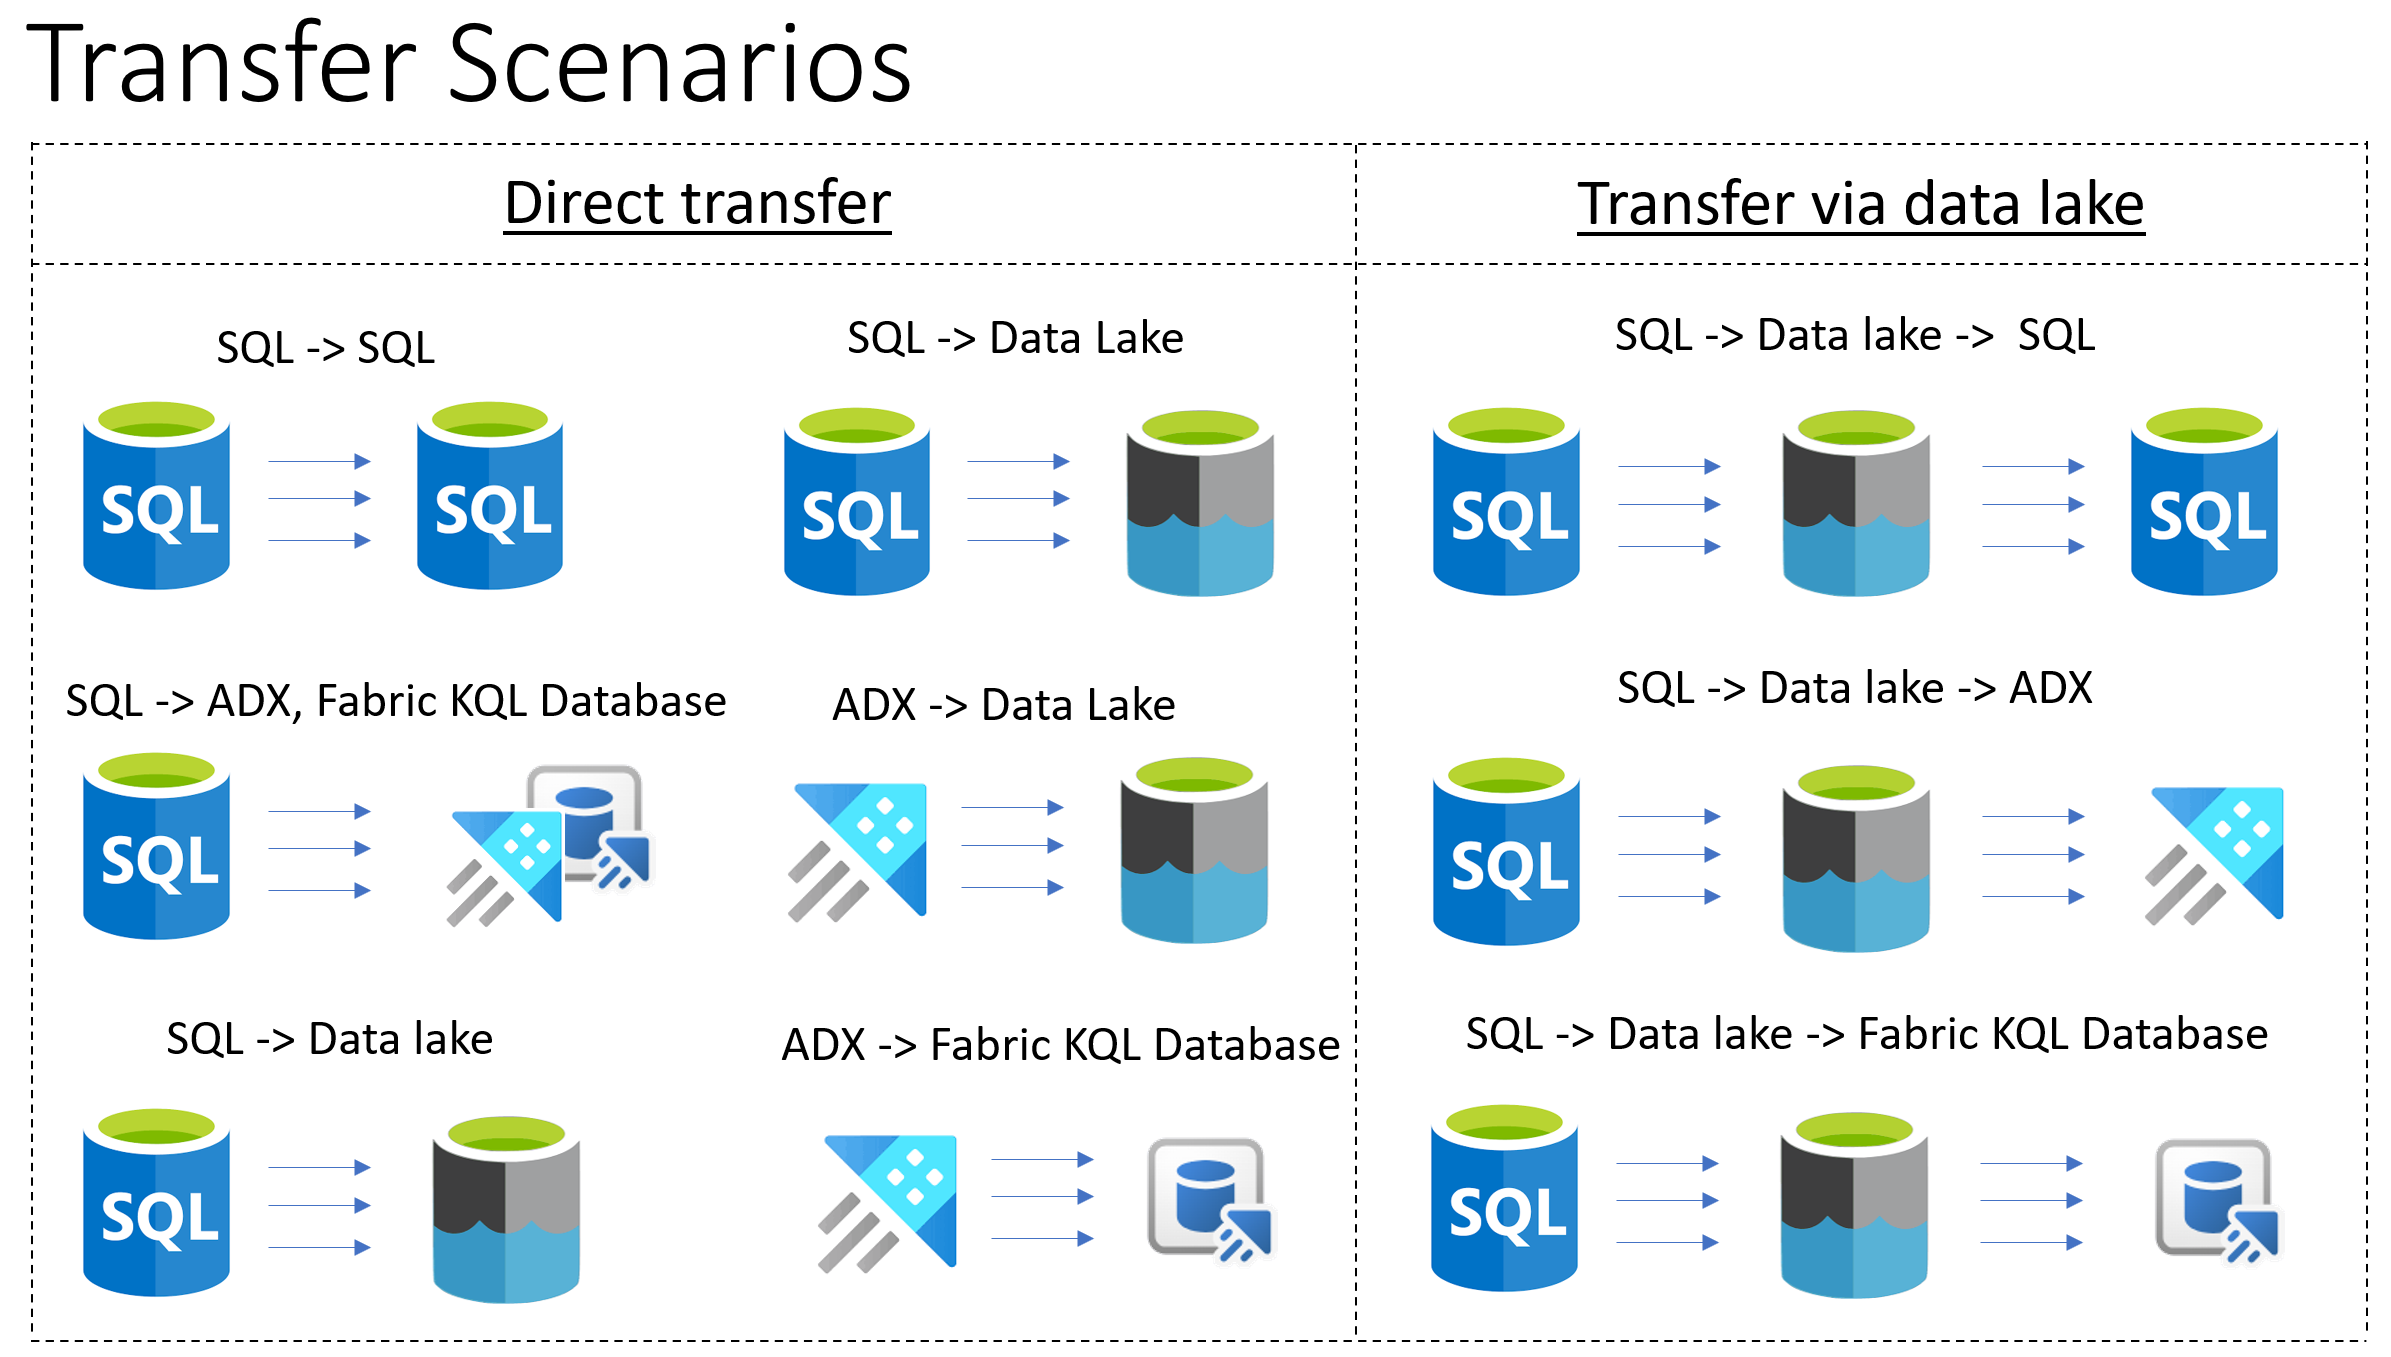 Transfer Scenarios
Direct transfer
Transfer via data lake
SQL -> SQL
SQL -> Data Lake
SQL -> Data lake -> SQL
SQL
SQL
SQL
SQL
SQL
SQL -> ADX, Fabric KQL Database
ADX -> Data Lake
SQL -> Data lake -> ADX
SQL
SQL
SQL -> Data lake
ADX -> Fabric KQL Database
SQL -> Data lake -> Fabric KQL Database
SQL
SQL